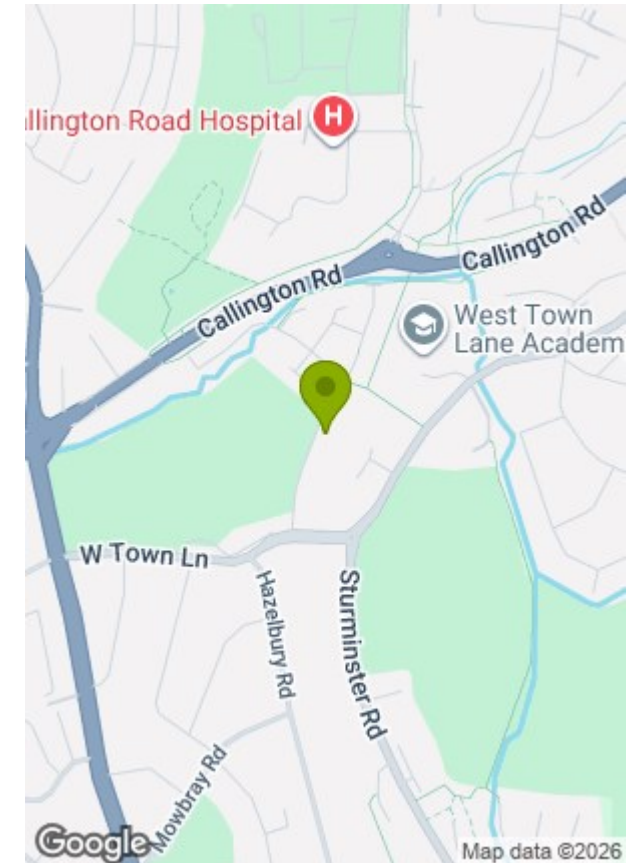 llington Road Hospital
H
Callington Rd
Callington Rd
West Town
Lane Academ
W Town Ln
Hazelbury Rd
Sturminster Rd
Mowbray Rd
Google
Map data ©2026